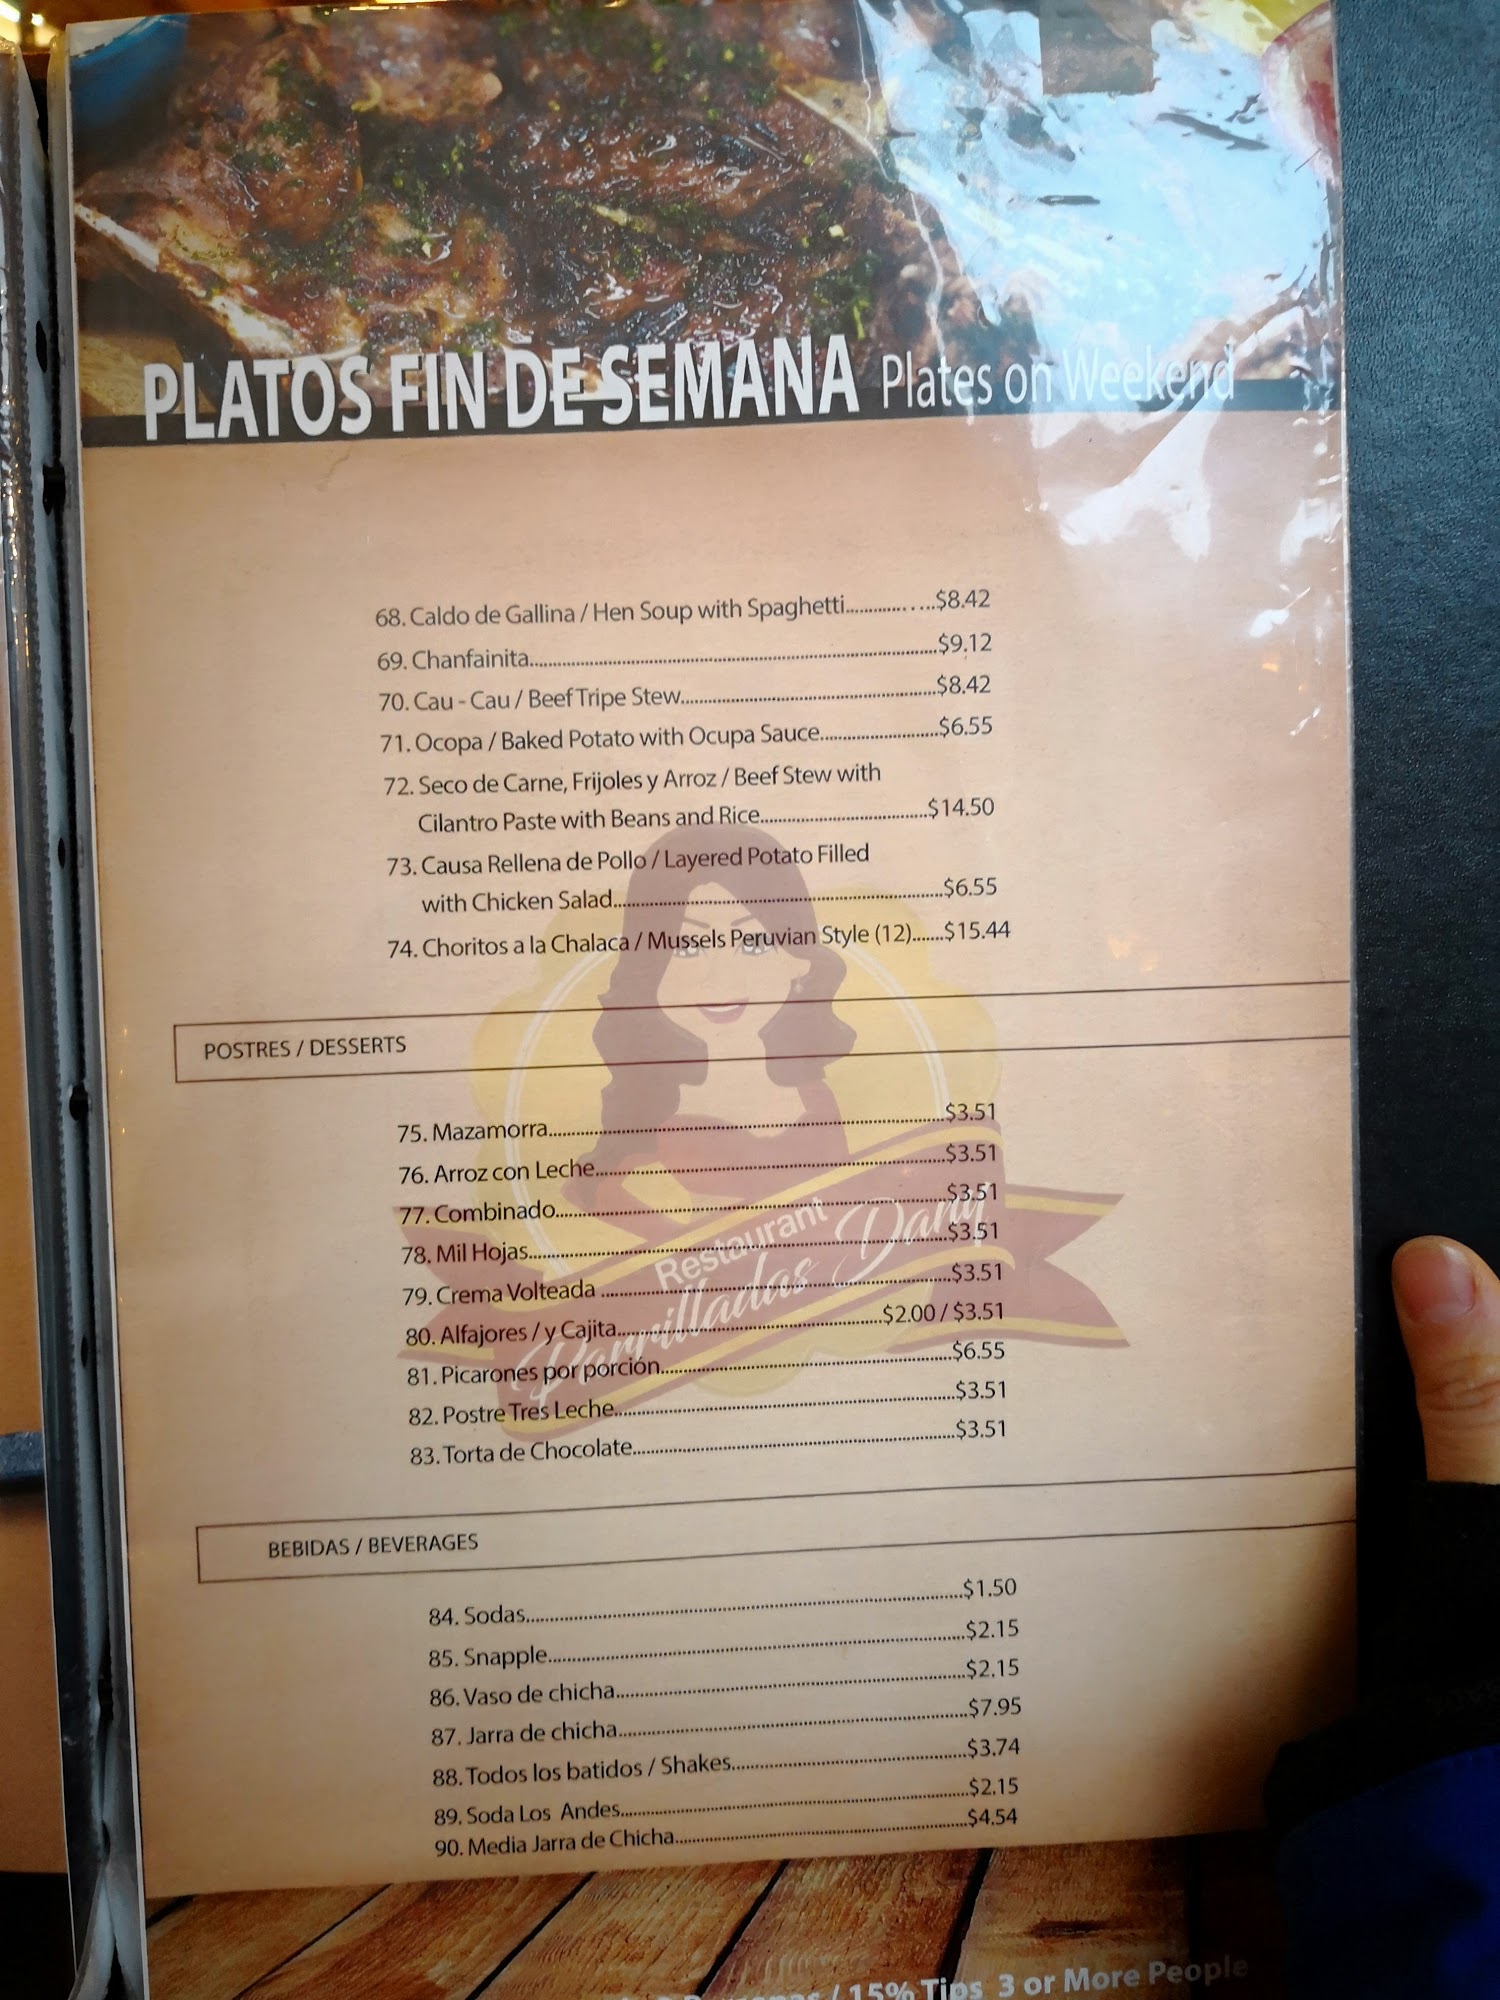 PLATOS FIN DE SEMANA Plates on Weekend
68. Caldo de Gallina / Hen Soup with Spaghetti................$8.42
69. Chanfainita................$9.12
70. Cau - Cau / Beef Tripe Stew................$8.42
71. Ocopa / Baked Potato with Ocupa Sauce................$6.55
72. Seco de Carne, Frijoles y Arroz / Beef Stew with
Cilantro Paste with Beans and Rice................$14.50
73. Causa Rellena de Pollo / Layered Potato Filled
with Chicken Salad................$6.55
74. Choritos a la Chalaca / Mussels Peruvian Style (12).......$15.44
POSTRES / DESSERTS
75. Mazamorra................$3.51
76. Arroz con Leche................$3.51
77. Combinado................$3.51
78. Mil Hojas................$3.51
79. Crema Volteada ................$3.51
80. Alfajores / y Cajita................$2.00 / $3.51
81. Picarones por porción................$6.55
82. Postre Tres Leche................$3.51
83. Torta de Chocolate................$3.51
Restaurant
Parrilladas Dany
BEBIDAS / BEVERAGES
84. Sodas................$1.50
85. Snapple................$2.15
86. Vaso de chicha................$2.15
87. Jarra de chicha................$7.95
88. Todos los batidos / Shakes................$3.74
89. Soda Los Andes................$2.15
90. Media Jarra de Chicha................$4.54
/ 15% Tips 3 or More People